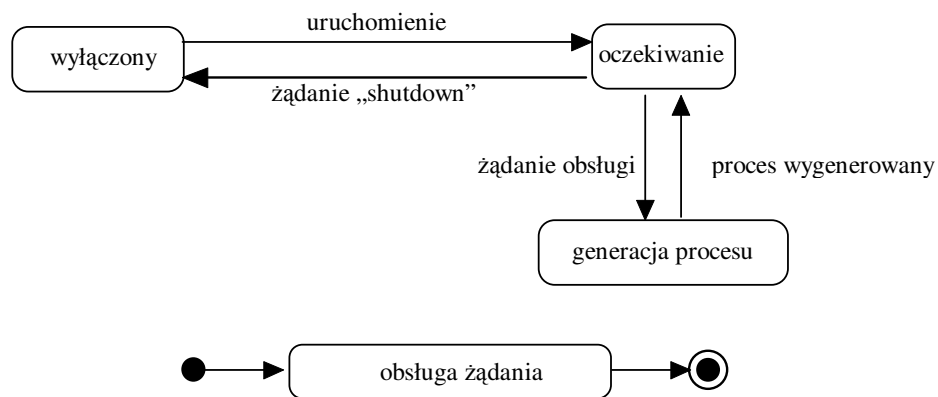 uruchomienie
wyłączony
oczekiwanie
żądanie „shutdown”
żądanie obsługi
proces wygenerowany
generacja procesu
obsługa żądania